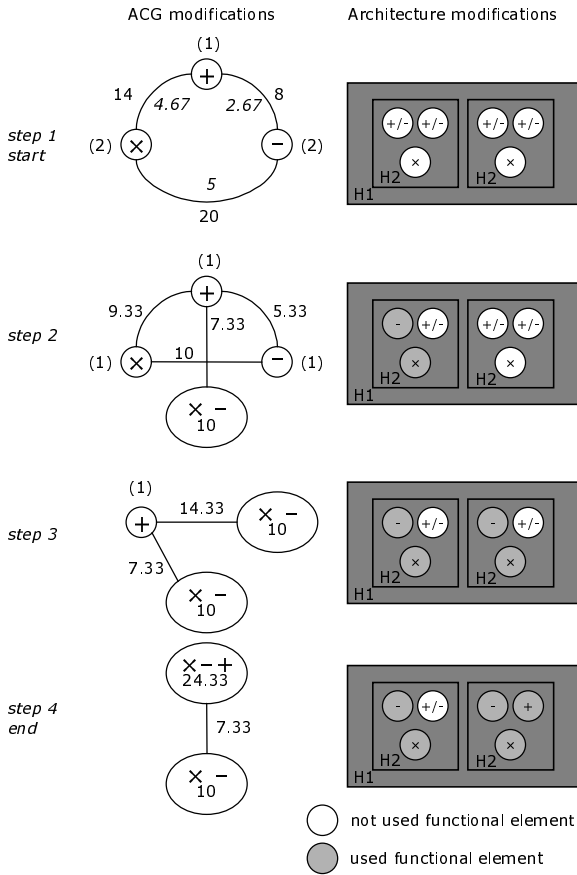 ACG modifications
Architecture modifications
step 1
start
(1)
+
14
4.67
2.67
8
(2)
×
−
(2)
5
20
+/- +/- +/- +/-
× ×
H2 H2
H1
step 2
(1)
+
9.33
7.33
5.33
(1)
×
10
−
(1)
× −
10
- +/- +/- +/-
× ×
H2 H2
H1
step 3
(1)
+
14.33
× −
10
7.33
× −
10
- +/- - +/-
× ×
H2 H2
H1
step 4
end
×−+
24.33
7.33
× −
10
- +/- - +
× ×
H2 H2
H1
not used functional element
used functional element